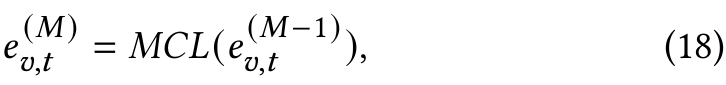 e_{v,t}^{(M)} = MCL(e_{v,t}^{(M-1)}), (18)